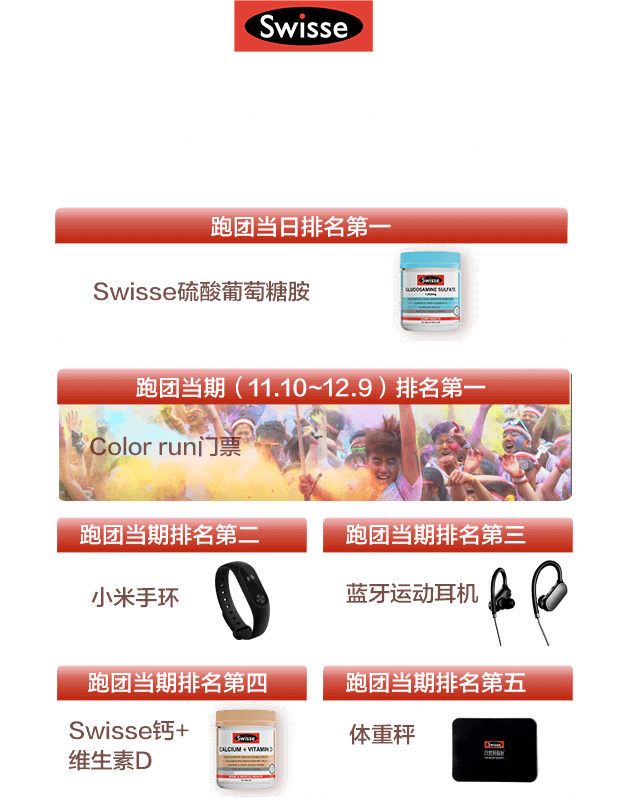 Swisse
跑团当日排名第一
Swisse硫酸葡萄糖胺
Swisse
GLUCOSAMINE SULFATE
跑团当期（11.10~12.9）排名第一
Color run门票
跑团当期排名第二
跑团当期排名第三
小米手环
蓝牙运动耳机
跑团当期排名第四
跑团当期排名第五
Swisse钙+
维生素D
Swisse
CALCIUM + VITAMIN D
体重秤
Swisse